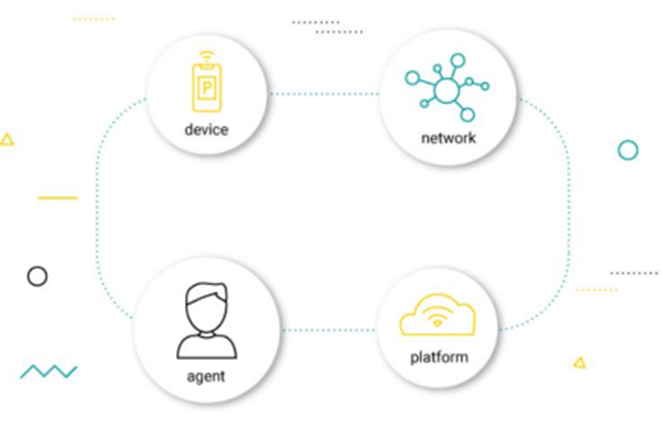 P
device
network
agent
platform